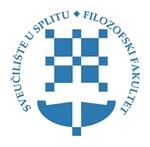 SVEUČILIŠTE U SPLITU ◆ FILOZOFSKI FAKULTET